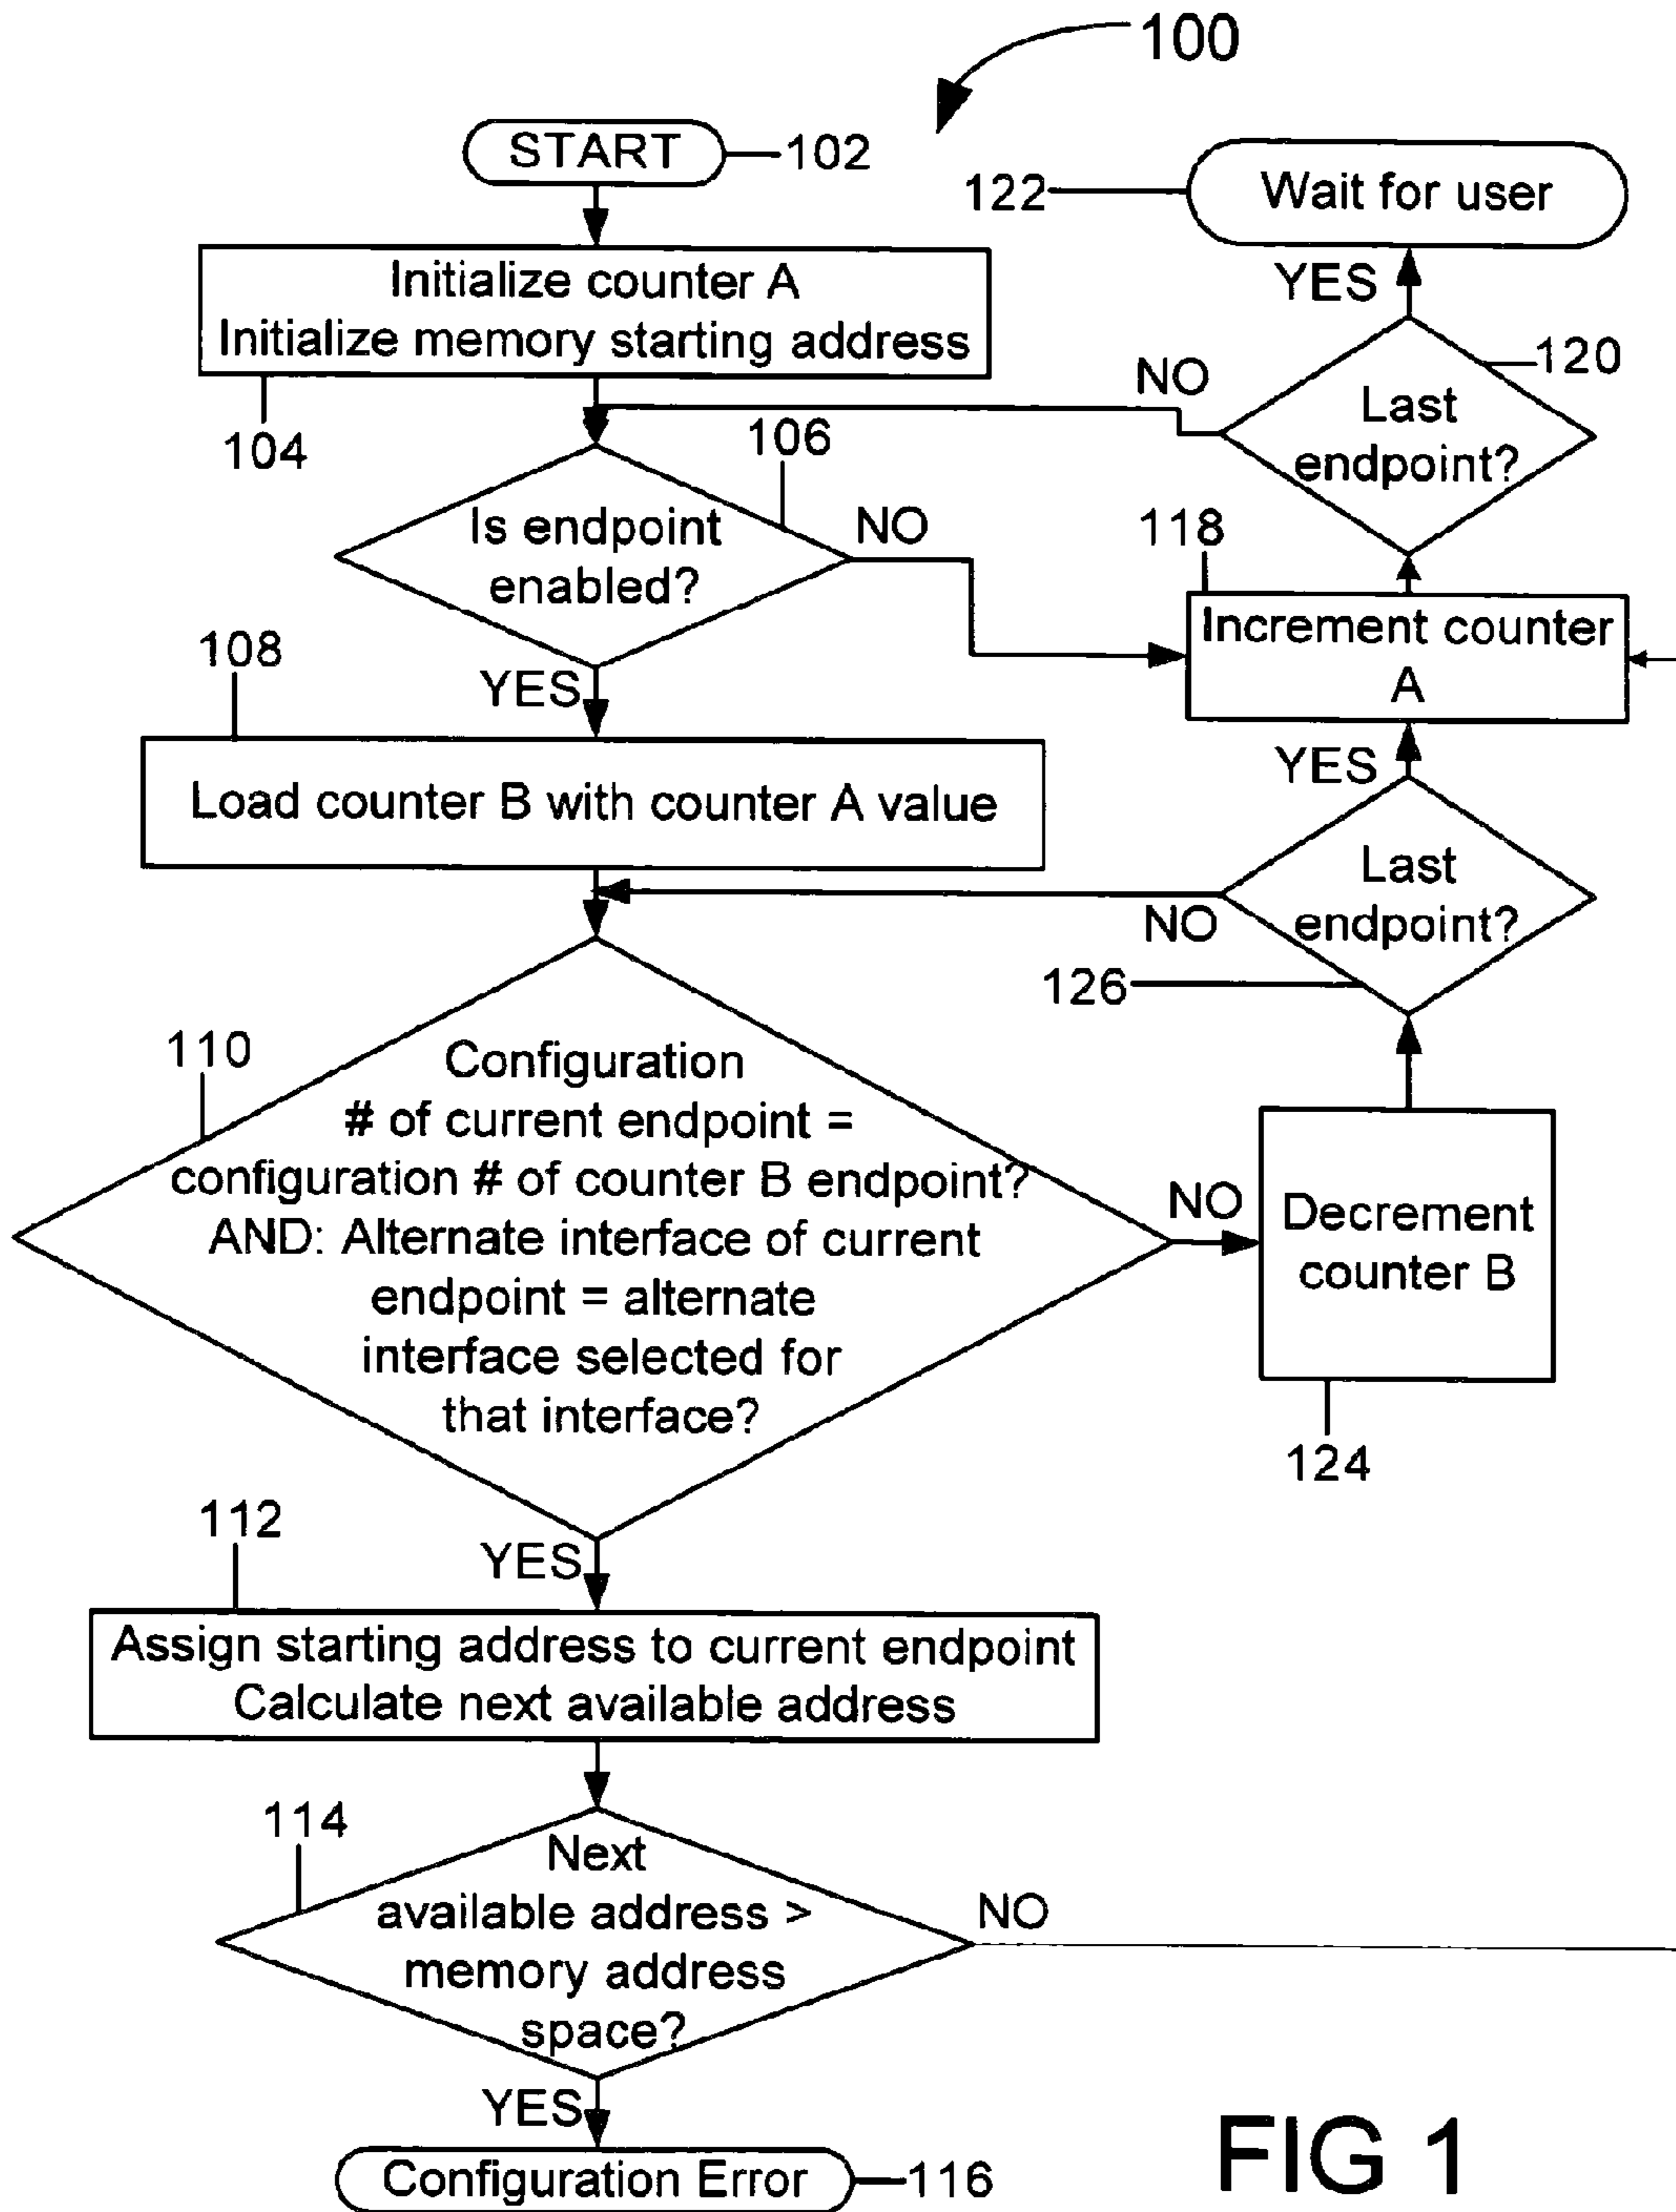 100
START
102
122
Wait for user
YES
Initialize counter A
Initialize memory starting address
104
NO
120
Last
endpoint?
106
Is endpoint
enabled?
NO
118
Increment counter
A
108
YES
YES
Load counter B with counter A value
Last
endpoint?
NO
126
110
Configuration
# of current endpoint =
configuration # of counter B endpoint?
AND: Alternate interface of current
endpoint = alternate
interface selected for
that interface?
NO
Decrement
counter B
124
112
YES
Assign starting address to current endpoint
Calculate next available address
114
Next
available address >
memory address
space?
NO
YES
Configuration Error
116
FIG 1